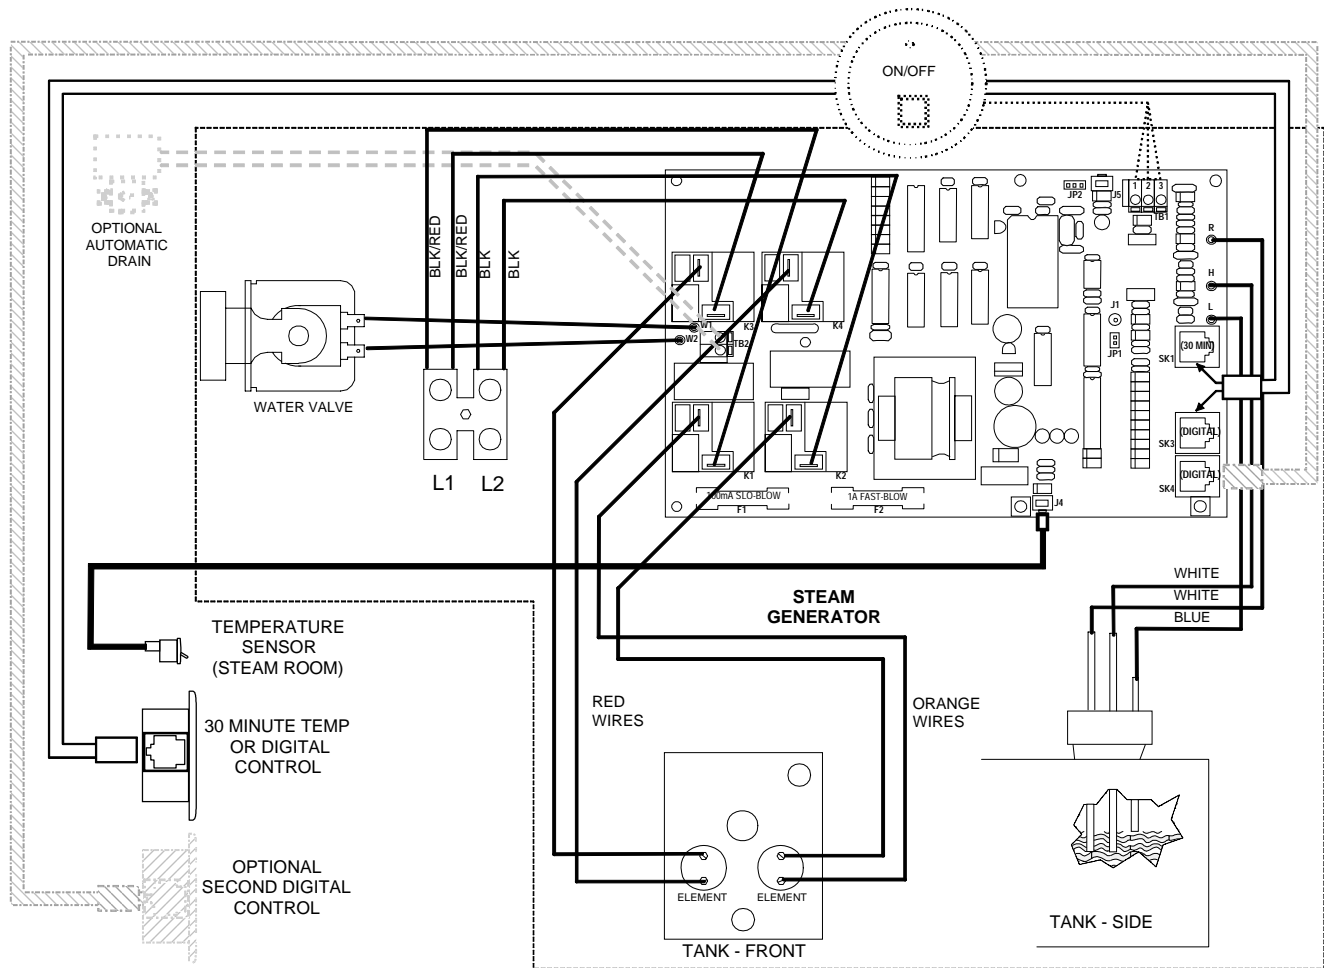 ON/OFF
OPTIONAL
AUTOMATIC
DRAIN
BLK/RED
BLK/RED
BLK
BLK
JP2
J5
1 2 3
TB1
R
H
L
K3
K4
W1
W2
TB2
J1
JP1
(30 MIN)
SK1
WATER VALVE
(DIGITAL)
SK3
(DIGITAL)
SK4
K1
K2
L1 L2
100mA SLO-BLOW
F1
1A FAST-BLOW
F2
J4
STEAM
GENERATOR
WHITE
WHITE
BLUE
TEMPERATURE
SENSOR
(STEAM ROOM)
RED
WIRES
ORANGE
WIRES
30 MINUTE TEMP
OR DIGITAL
CONTROL
OPTIONAL
SECOND DIGITAL
CONTROL
ELEMENT
ELEMENT
TANK - FRONT
TANK - SIDE